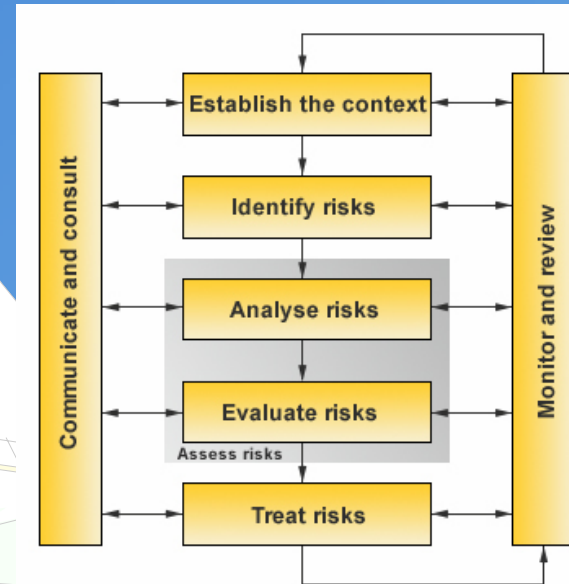 Establish the context
Communicate and consult
Identify risks
Monitor and review
Analyse risks
Evaluate risks
Assess risks
Treat risks